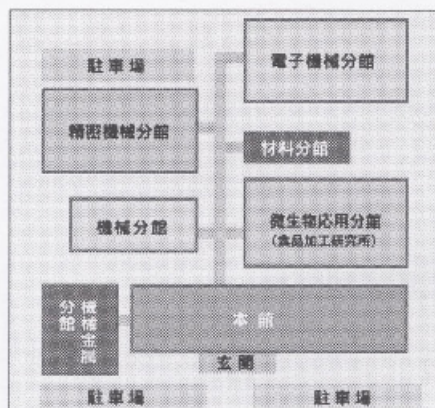 電子機械分館
駐車場
精密機械分館
材料分館
機械分館
微生物応用分館
(食品加工研究所)
機械金属
分館
本館
玄関
駐車場
駐車場